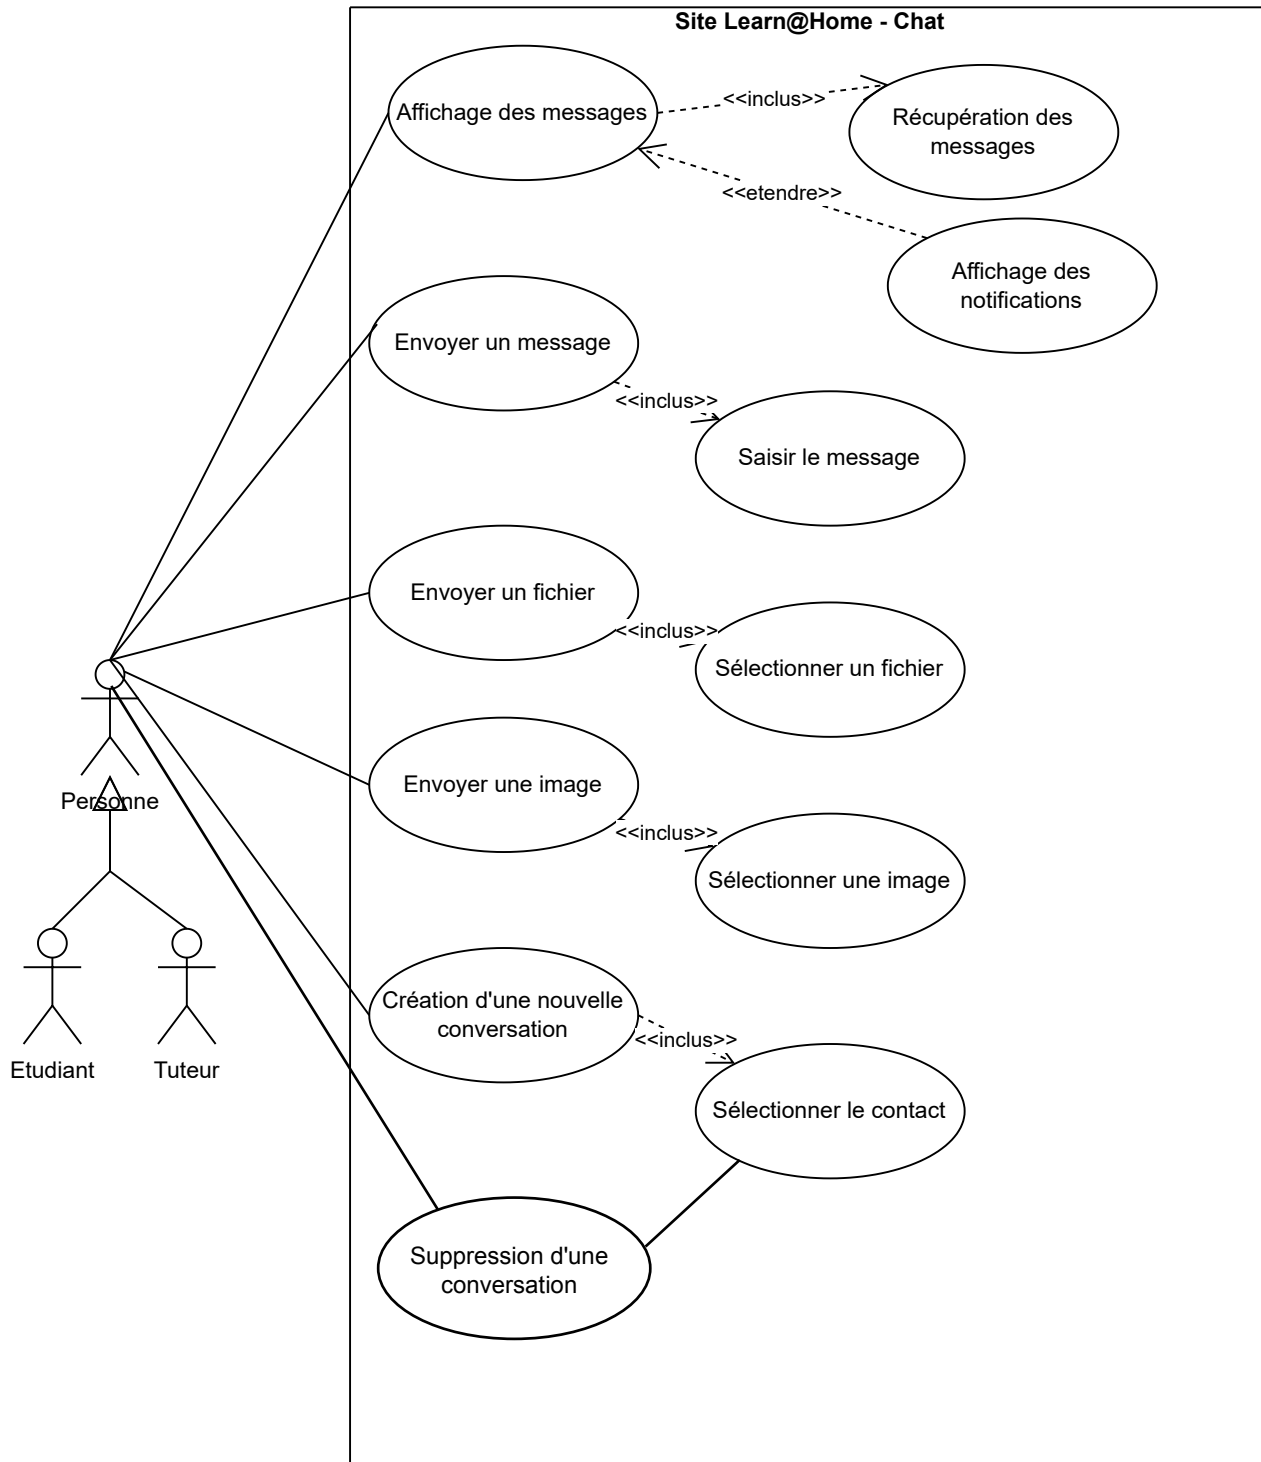 Site Learn@Home - Chat
Affichage des messages
<<inclus>>
Récupération des
messages
<<etendre>>
Affichage des
notifications
Envoyer un message
<<inclus>>
Saisir le message
Envoyer un fichier
<<inclus>>
Sélectionner un fichier
Envoyer une image
Personne
<<inclus>>
Sélectionner une image
Création d'une nouvelle
conversation
<<inclus>>
Etudiant
Tuteur
Sélectionner le contact
Suppression d'une
conversation